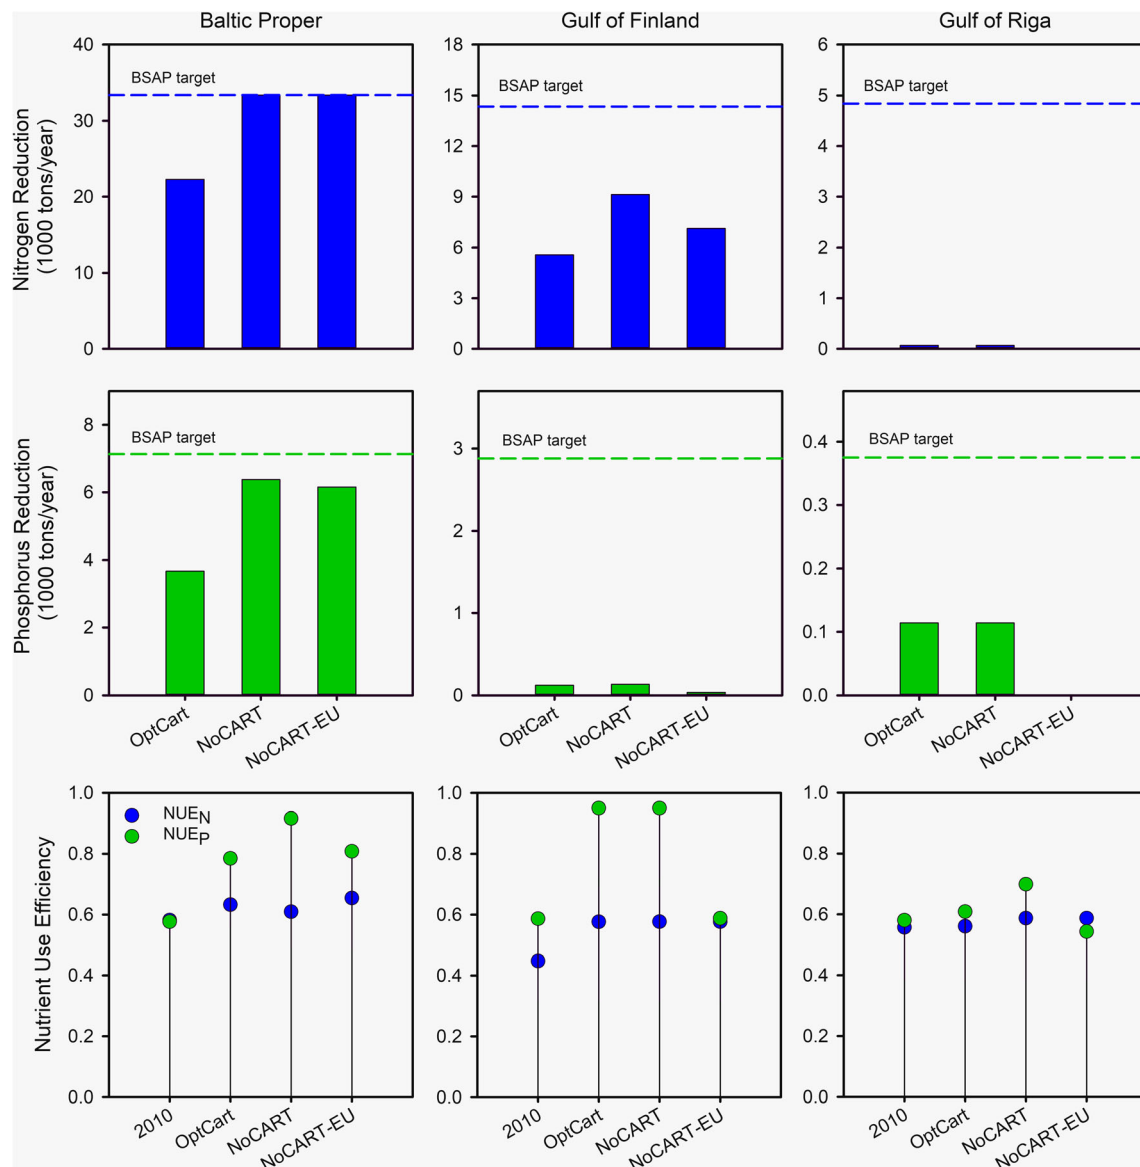 Baltic Proper
Gulf of Finland
Gulf of Riga
Nitrogen Reduction
(1000 tons/year)
40
30
20
10
0
BSAP target
18
15
12
9
6
3
0
BSAP target
6
5
4
3
2
1
0
BSAP target
Phosphorus Reduction
(1000 tons/year)
8
6
4
2
0
BSAP target
OptCart
NoCART
NoCART-EU
3
2
1
0
BSAP target
OptCart
NoCART
NoCART-EU
0.4
0.3
0.2
0.1
0.0
BSAP target
OptCart
NoCART
NoCART-EU
Nutrient Use Efficiency
1.0
0.8
0.6
0.4
0.2
0.0
NUEN
NUEP
2010
OptCart
NoCART
NoCART-EU
1.0
0.8
0.6
0.4
0.2
0.0
2010
OptCart
NoCART
NoCART-EU
1.0
0.8
0.6
0.4
0.2
0.0
2010
OptCart
NoCART
NoCART-EU